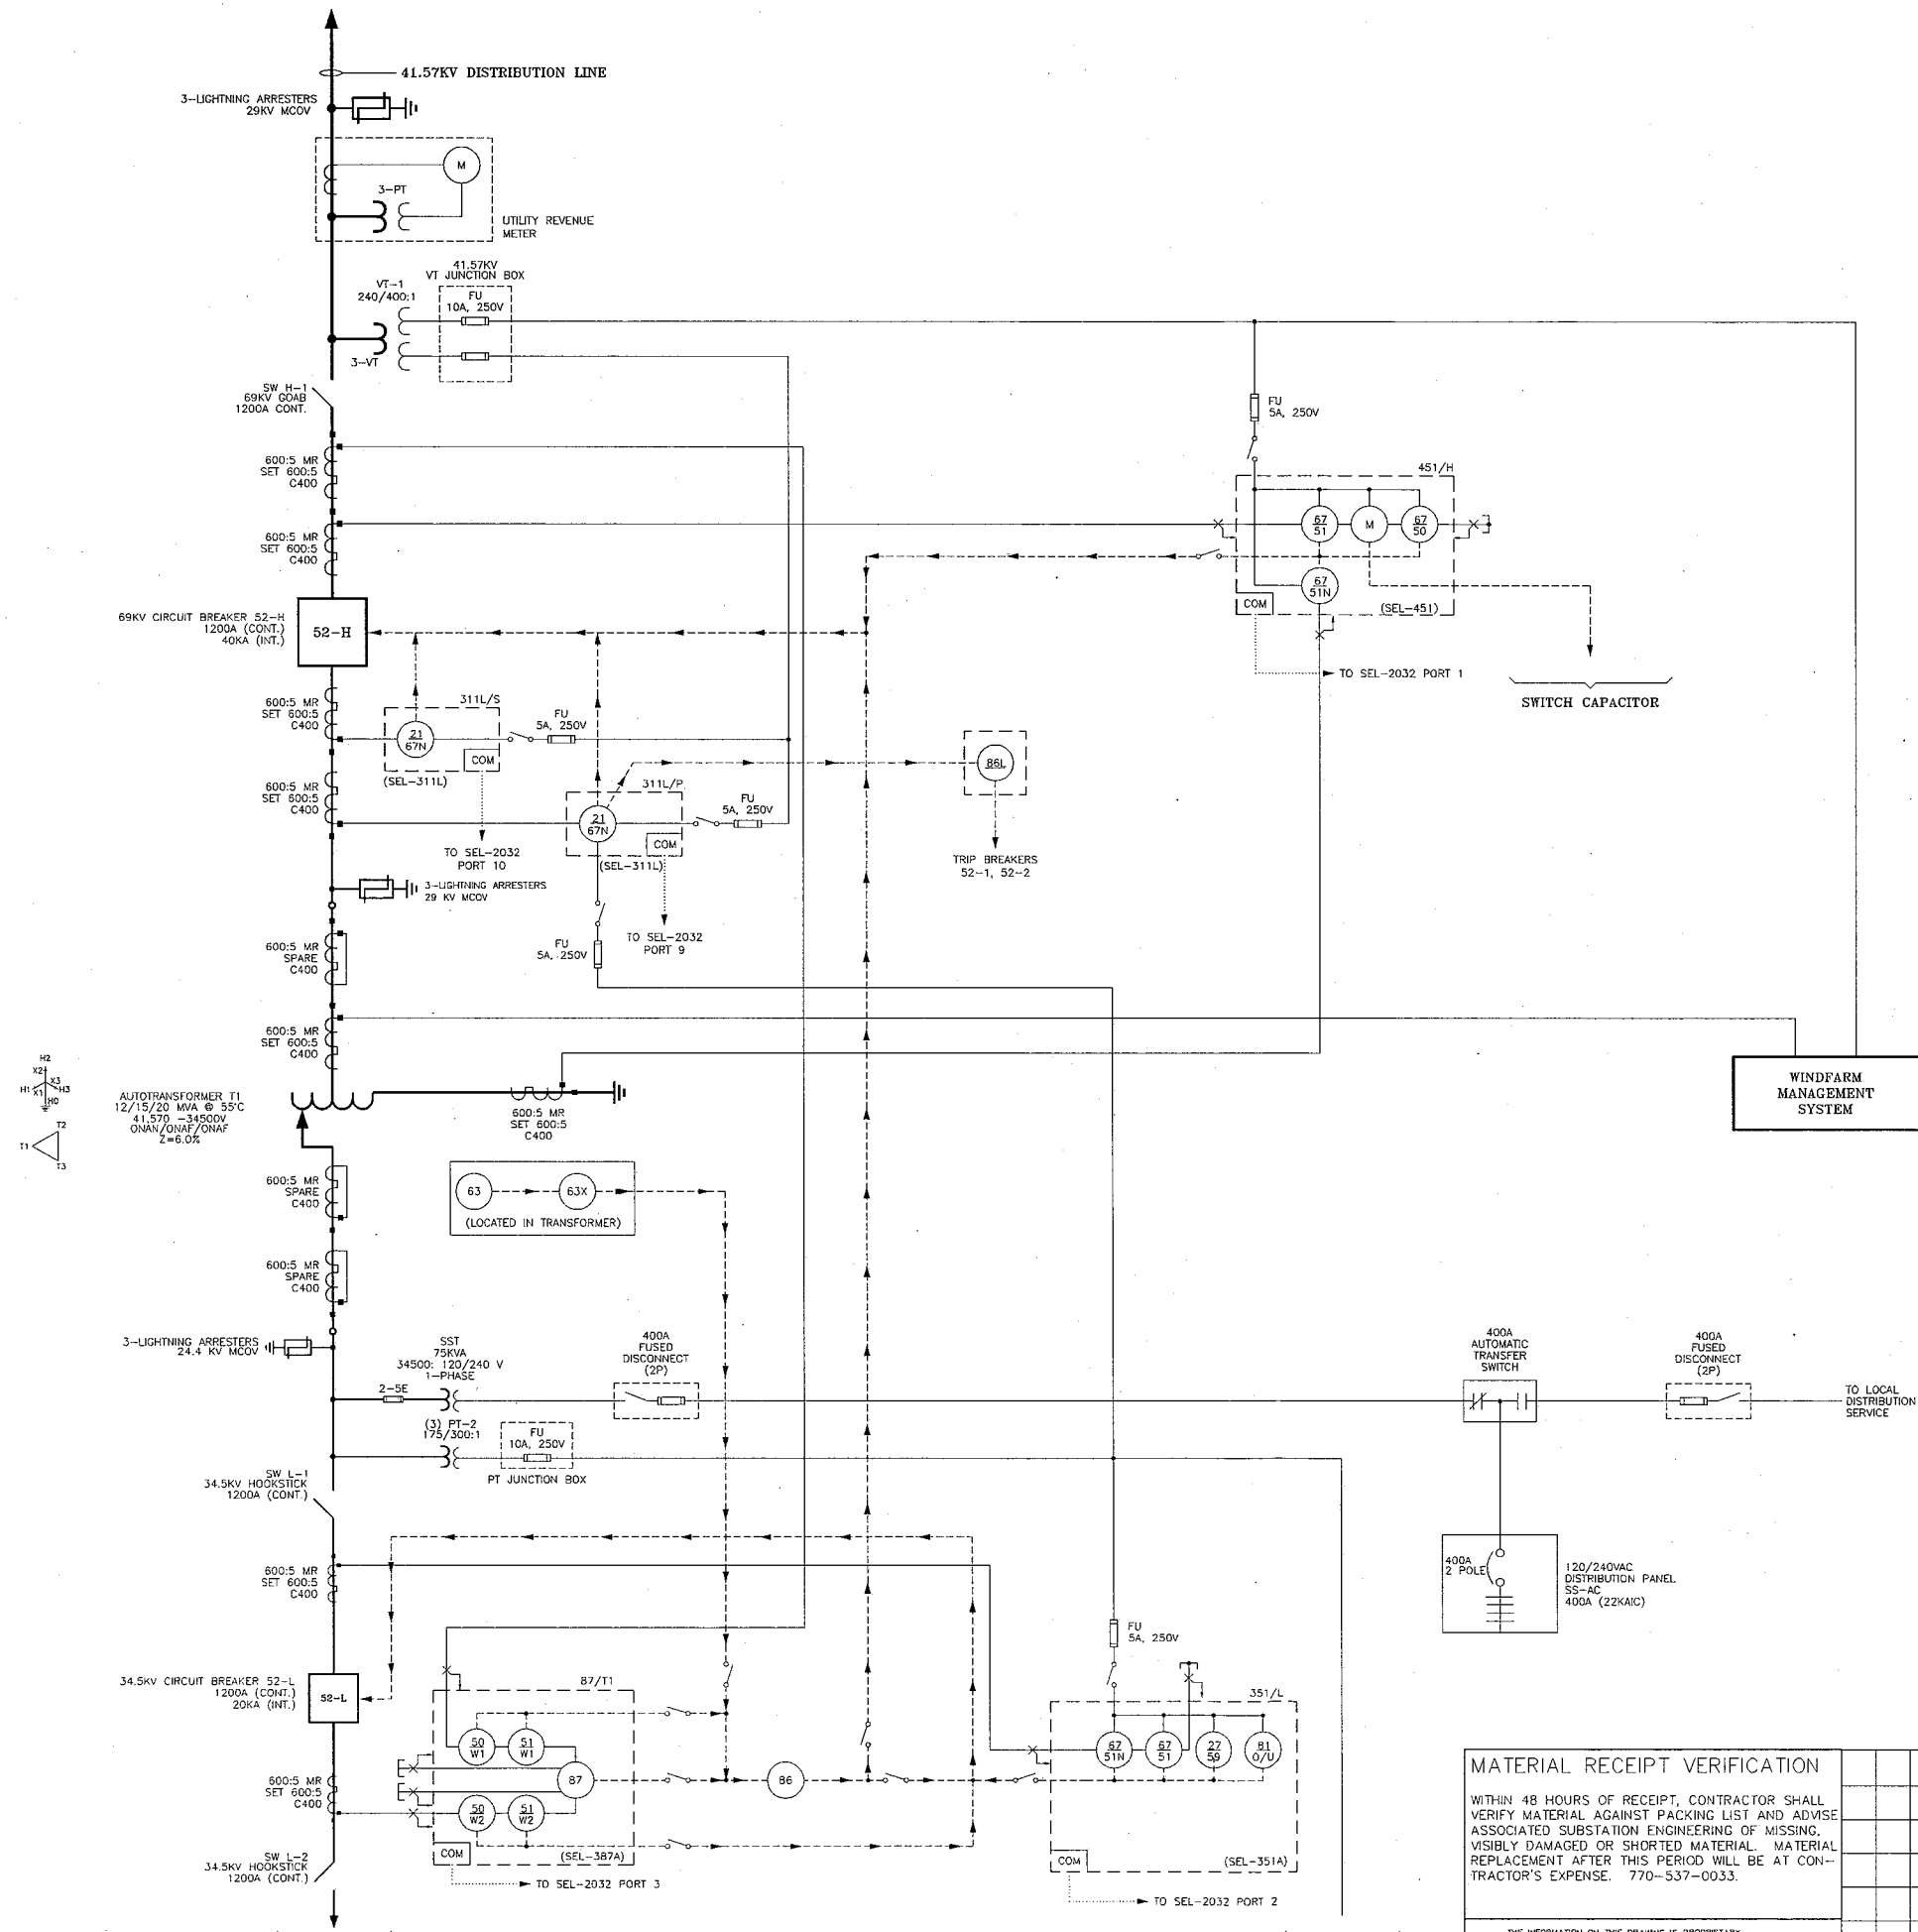 41.57KV DISTRIBUTION LINE
3-LIGHTNING ARRESTERS
29KV MCOV
M
3-PT
UTILITY REVENUE
METER
41.57KV
VT JUNCTION BOX
VT-1
240/400:1
FU
10A, 250V
3-VT
SW H-1
69KV GOAB
1200A CONT.
FU
5A, 250V
600:5 MR
SET 600:5
C400
451/H
600:5 MR
SET 600:5
C400
67
51
M
67
50
67
51N
COM
(SEL-451)
69KV CIRCUIT BREAKER 52-H
1200A (CONT.)
40KA (INT.)
52-H
TO SEL-2032 PORT 1
SWITCH CAPACITOR
600:5 MR
SET 600:5
C400
311L/S
21
67N
COM
(SEL-311L)
FU
5A, 250V
86L
TRIP BREAKERS
52-1, 52-2
600:5 MR
SET 600:5
C400
311L/P
21
67N
COM
(SEL-311L)
FU
5A, 250V
TO SEL-2032
PORT 10
3-LIGHTNING ARRESTERS
29 KV MCOV
TO SEL-2032
PORT 9
FU
5A, 250V
600:5 MR
SPARE
C400
600:5 MR
SET 600:5
C400
WINDFARM
MANAGEMENT
SYSTEM
H2
X2
X3
H1
X1
H3
H0
T2
T1
T3
AUTOTRANSFORMER T1
12/15/20 MVA @ 55°C
41,570 -34500V
ONAN/ONAF/ONAF
Z=6.0%
600:5 MR
SET 600:5
C400
63
63X
(LOCATED IN TRANSFORMER)
600:5 MR
SPARE
C400
600:5 MR
SPARE
C400
3-LIGHTNING ARRESTERS
24.4 KV MCOV
SST
75KVA
34500: 120/240 V
1-PHASE
2-5E
400A
FUSED
DISCONNECT
(2P)
400A
AUTOMATIC
TRANSFER
SWITCH
400A
FUSED
DISCONNECT
(2P)
TO LOCAL
DISTRIBUTION
SERVICE
(3) PT-2
175/300:1
FU
10A, 250V
PT JUNCTION BOX
SW L-1
34.5KV HOOKSTICK
1200A (CONT.)
400A
2 POLE
120/240VAC
DISTRIBUTION PANEL
SS-AC
400A (22KAIC)
600:5 MR
SET 600:5
C400
FU
5A, 250V
34.5KV CIRCUIT BREAKER 52-L
1200A (CONT.)
20KA (INT.)
52-L
87/T1
50
W1
51
W1
87
50
W2
51
W2
COM
(SEL-387A)
86
351/L
67
51N
67
51
27
59
81
O/U
COM
(SEL-351A)
600:5 MR
SET 600:5
C400
SW L-2
34.5KV HOOKSTICK
1200A (CONT.)
TO SEL-2032 PORT 3
TO SEL-2032 PORT 2
MATERIAL RECEIPT VERIFICATION
WITHIN 48 HOURS OF RECEIPT, CONTRACTOR SHALL
VERIFY MATERIAL AGAINST PACKING LIST AND ADVISE
ASSOCIATED SUBSTATION ENGINEERING OF MISSING,
VISIBLY DAMAGED OR SHORTED MATERIAL. MATERIAL
REPLACEMENT AFTER THIS PERIOD WILL BE AT CON-
TRACTOR'S EXPENSE. 770-537-0033.